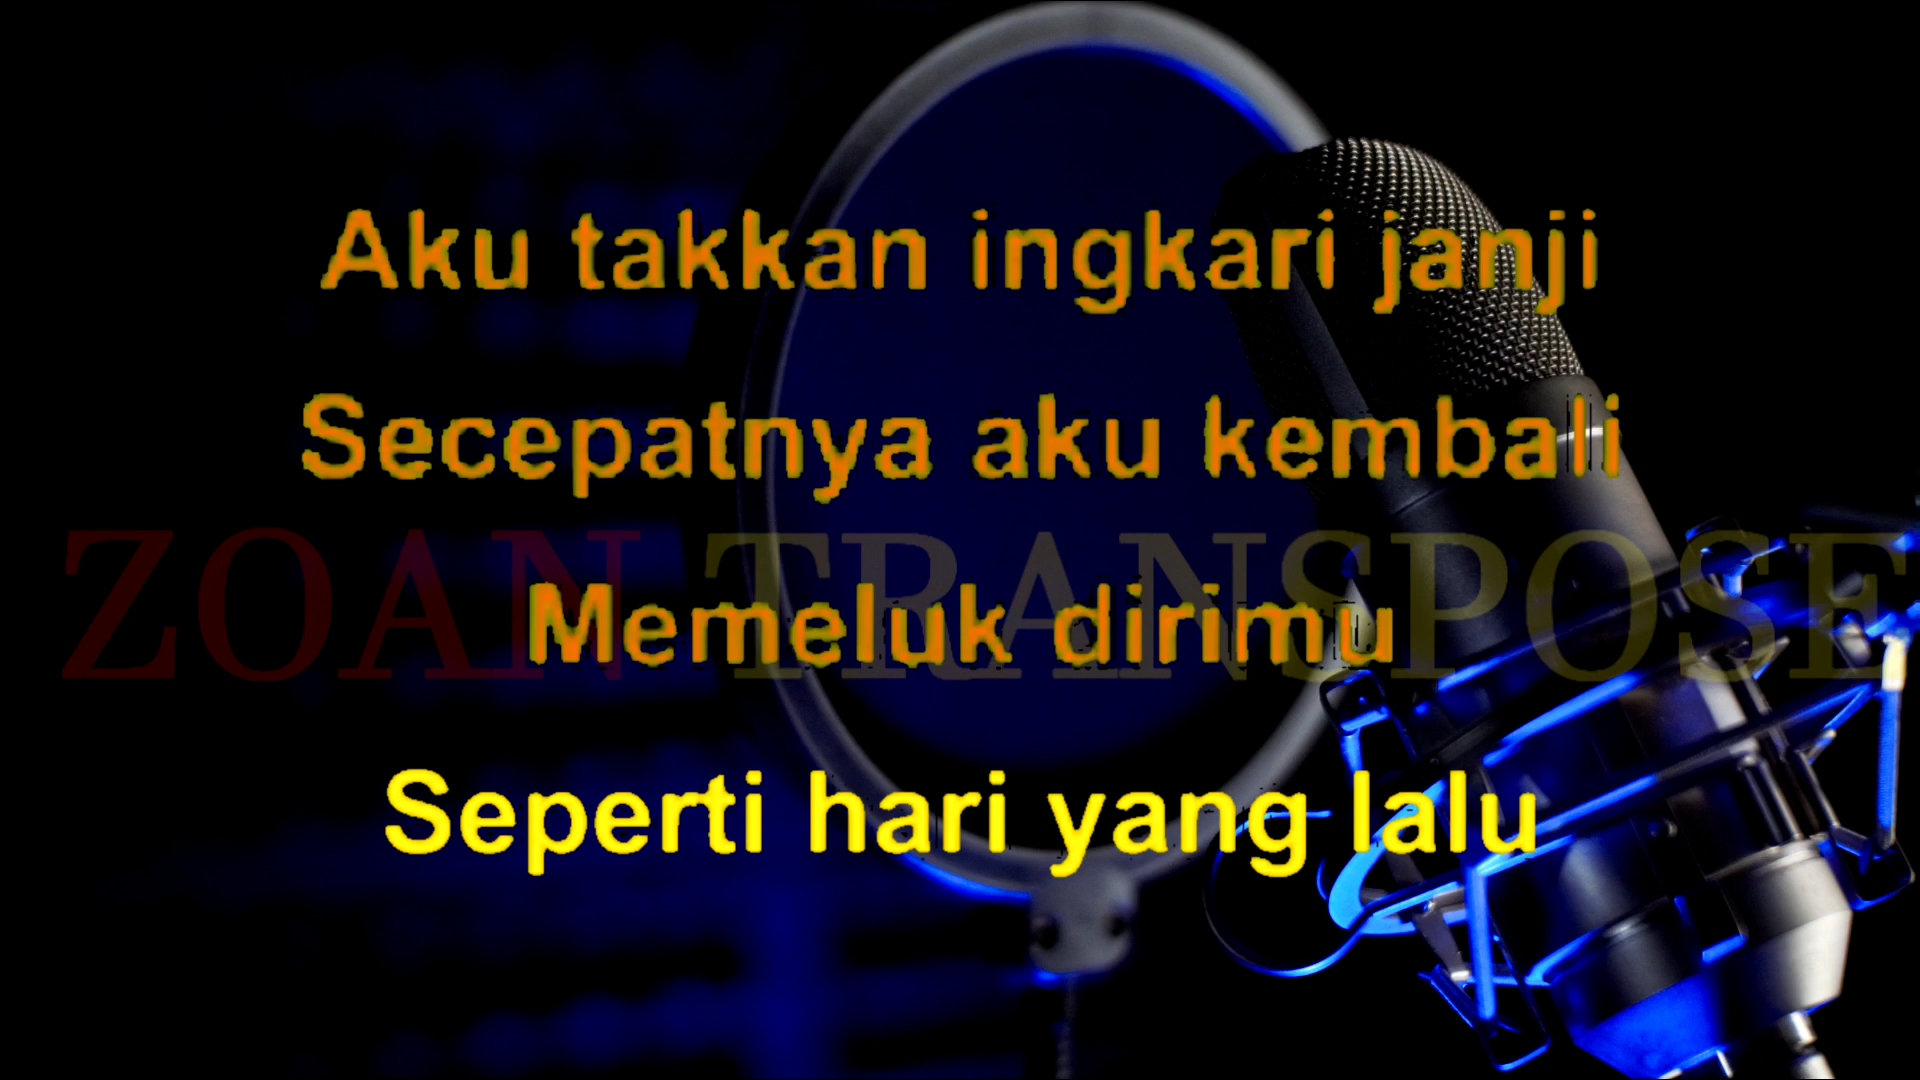 Aku takkan ingkari janji
Secepatnya aku kembali
ZOAN TRANSPOSE
Memeluk dirimu
Seperti hari yang lalu